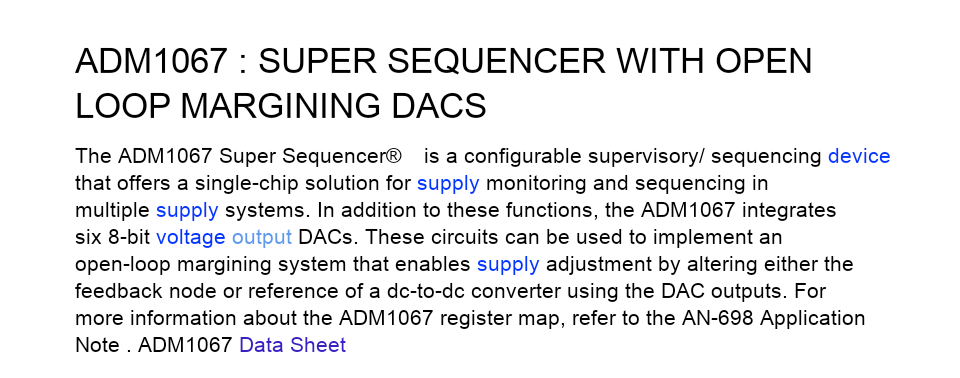 ADM1067 : SUPER SEQUENCER WITH OPEN
LOOP MARGINING DACS
The ADM1067 Super Sequencer® is a configurable supervisory/ sequencing device
that offers a single-chip solution for supply monitoring and sequencing in
multiple supply systems. In addition to these functions, the ADM1067 integrates
six 8-bit voltage output DACs. These circuits can be used to implement an
open-loop margining system that enables supply adjustment by altering either the
feedback node or reference of a dc-to-dc converter using the DAC outputs. For
more information about the ADM1067 register map, refer to the AN-698 Application
Note . ADM1067 Data Sheet